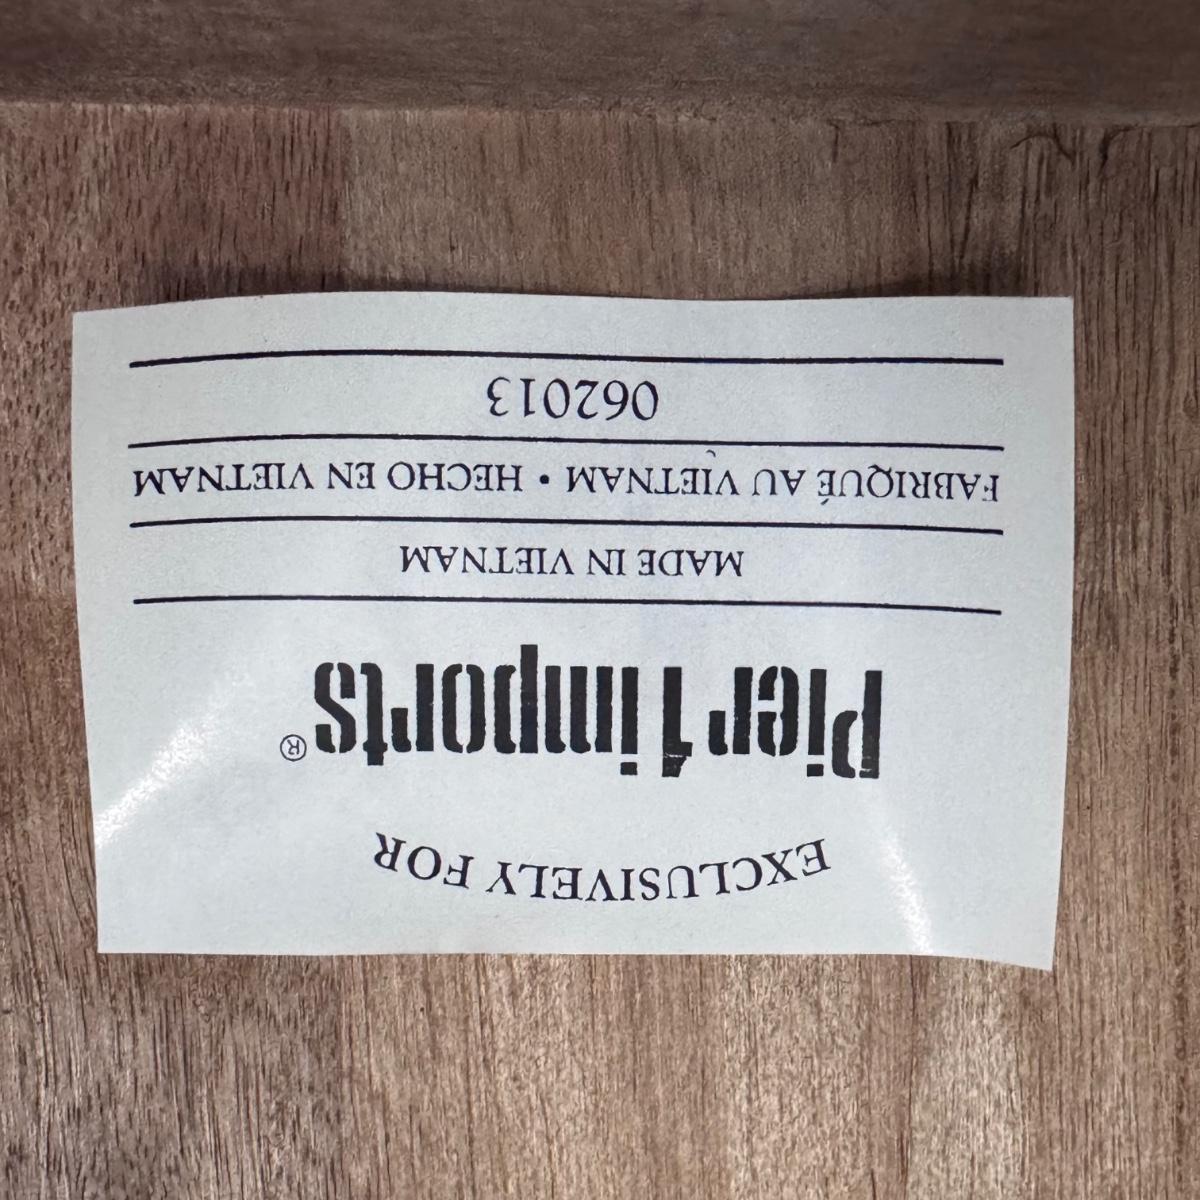 EXCLUSIVELY FOR
Pier 1 imports®
MADE IN VIETNAM
FABRIQUÉ AU VIETNAM • HECHO EN VIETNAM
062013